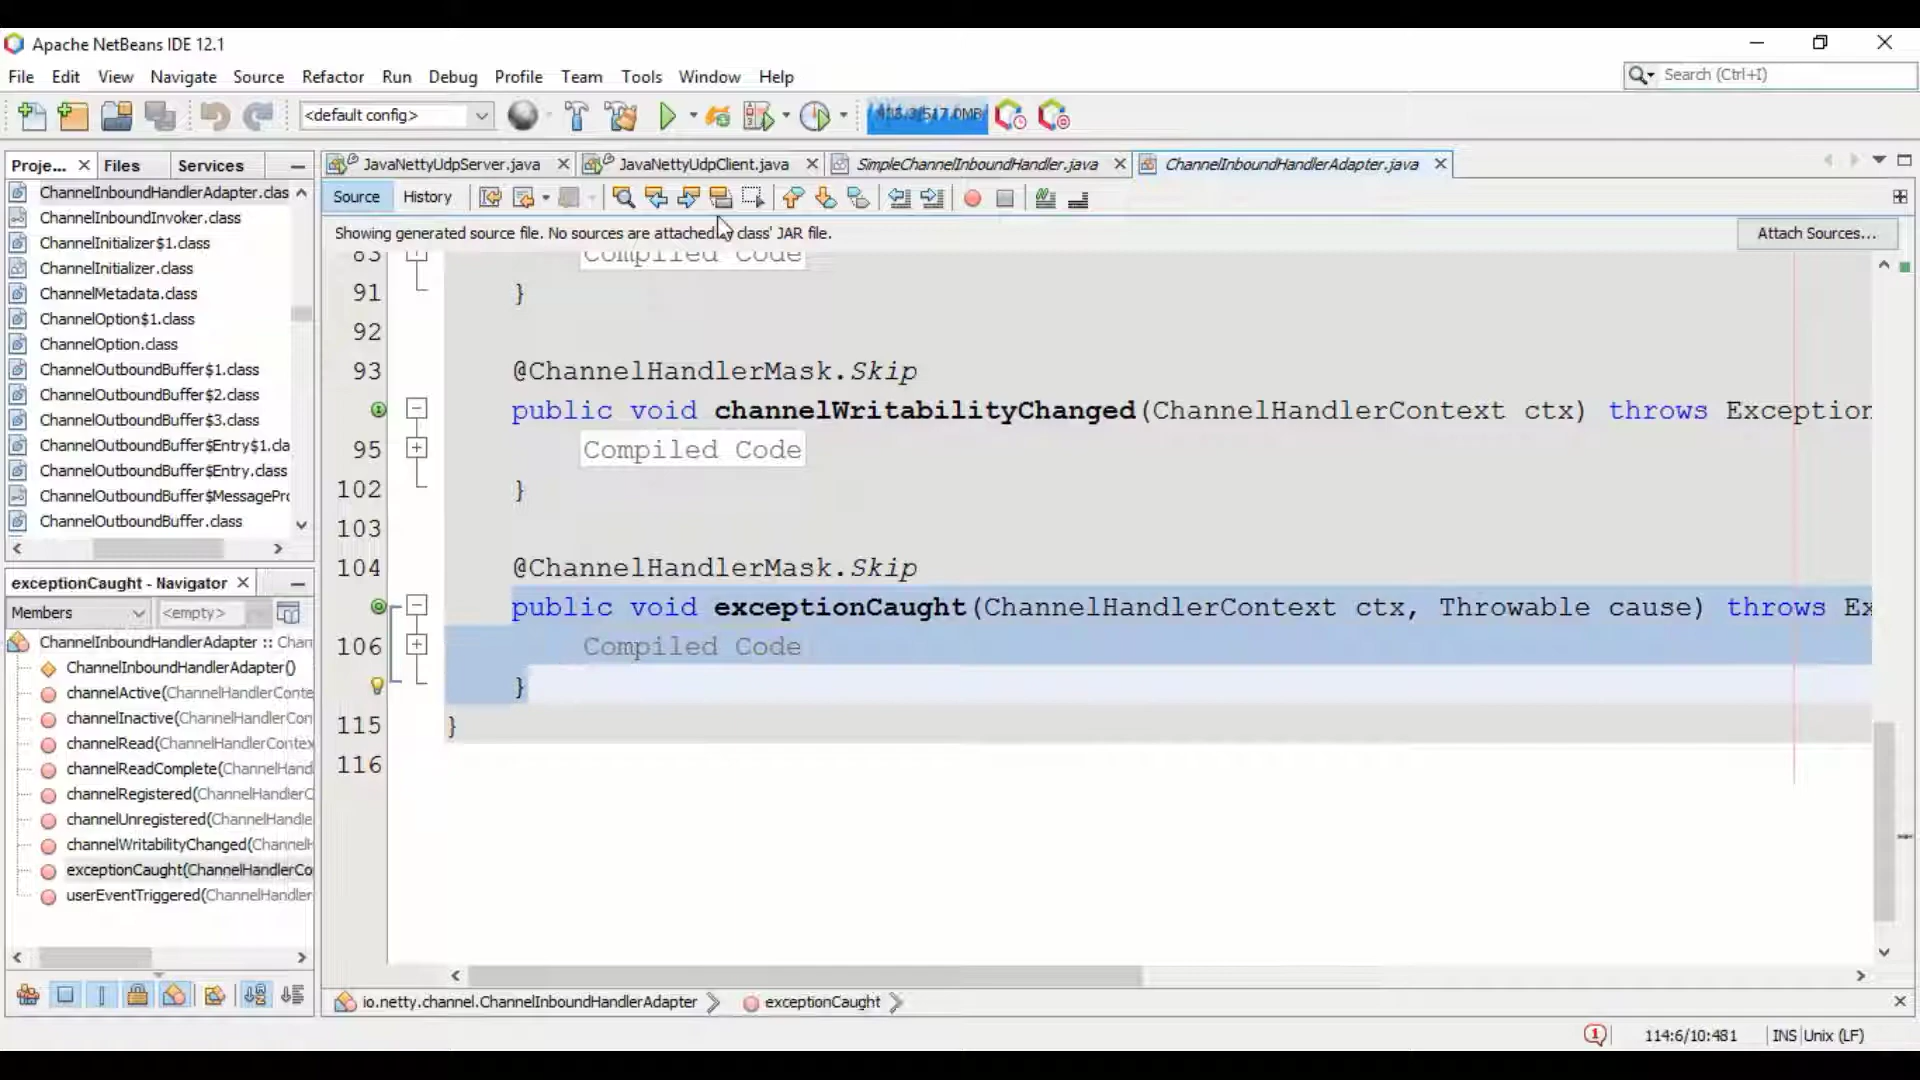 Apache NetBeans IDE 12.1
File Edit View Navigate Source Refactor Run Debug Profile Team Tools Window Help
Search (Ctrl+I)
<default config>
Proje... Files Services
JavaNettyUdpServer.java JavaNettyUdpClient.java SimpleChannelInboundHandler.java ChannelInboundHandlerAdapter.java
Source History
Showing generated source file. No sources are attached by class' JAR file.
Attach Sources...
ChannelInboundHandlerAdapter.clas
ChannelInboundInvoker.class
ChannelInitializer$1.class
ChannelInitializer.class
ChannelMetadata.class
ChannelOption$1.class
ChannelOption.class
ChannelOutboundBuffer$1.class
ChannelOutboundBuffer$2.class
ChannelOutboundBuffer$3.class
ChannelOutboundBuffer$Entry$1.cla
ChannelOutboundBuffer$Entry.class
ChannelOutboundBuffer$MessagePro
ChannelOutboundBuffer.class
exceptionCaught - Navigator
Members <empty>
ChannelInboundHandlerAdapter :: Chan
ChannelInboundHandlerAdapter()
channelActive(ChannelHandlerConte
channelInactive(ChannelHandlerCon
channelRead(ChannelHandlerContex
channelReadComplete(ChannelHand
channelRegistered(ChannelHandlerC
channelUnregistered(ChannelHandle
channelWritabilityChanged(ChannelH
exceptionCaught(ChannelHandlerCo
userEventTriggered(ChannelHandler
83 Compiled Code
91 }
92
93 @ChannelHandlerMask.Skip
public void channelWritabilityChanged(ChannelHandlerContext ctx) throws Exception
95 Compiled Code
102 }
103
104 @ChannelHandlerMask.Skip
public void exceptionCaught(ChannelHandlerContext ctx, Throwable cause) throws Ex
106 Compiled Code
}
115 }
116
io.netty.channel.ChannelInboundHandlerAdapter exceptionCaught
1 114:6/10:481 INS Unix (LF)